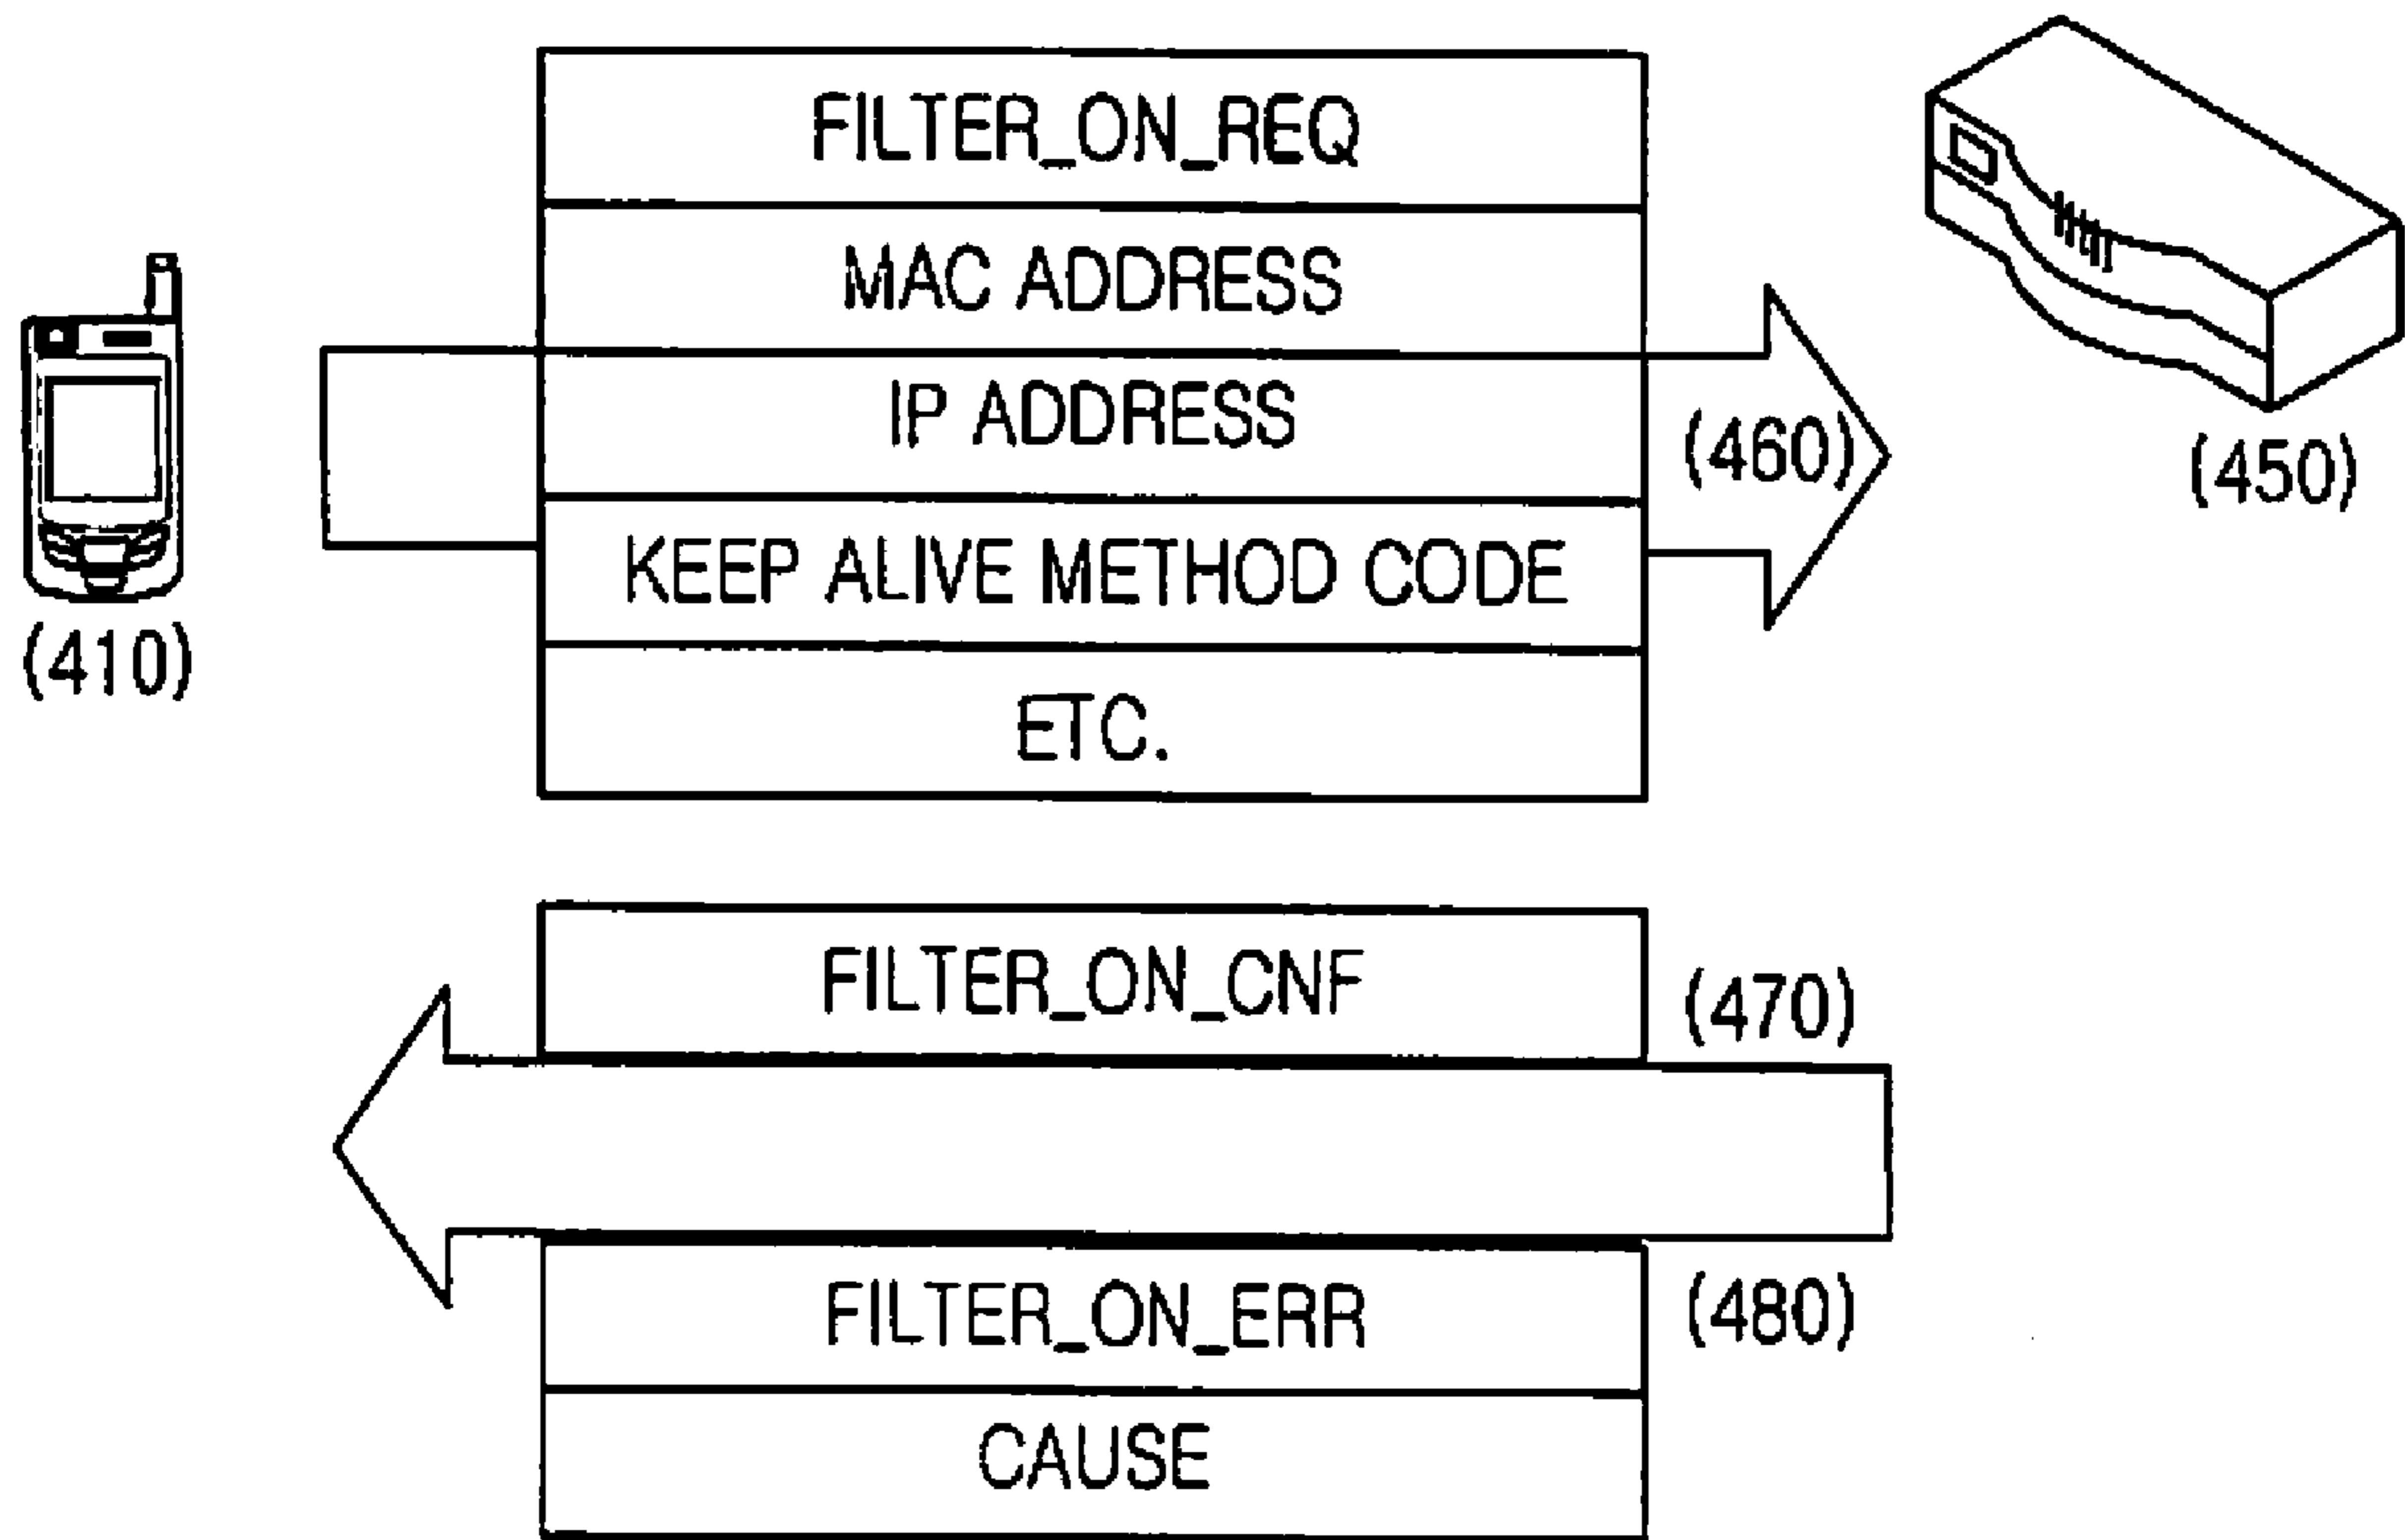 FILTER_ON_REQ
MAC ADDRESS
IP ADDRESS
(460)
(450)
KEEP ALIVE METHOD CODE
(410)
ETC.
FILTER_ON_CNF
(470)
FILTER_ON_ERR
(480)
CAUSE